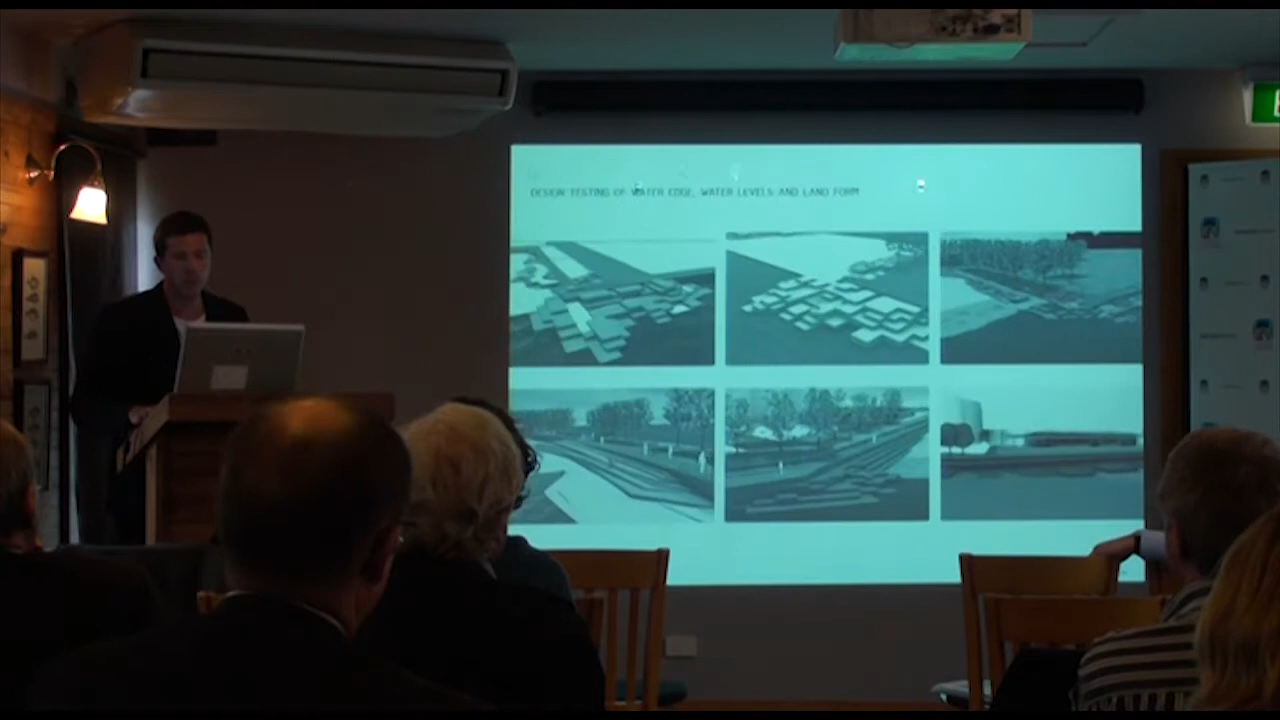 DESIGN TESTING OF WATER EDGE, WATER LEVELS AND LAND FORM